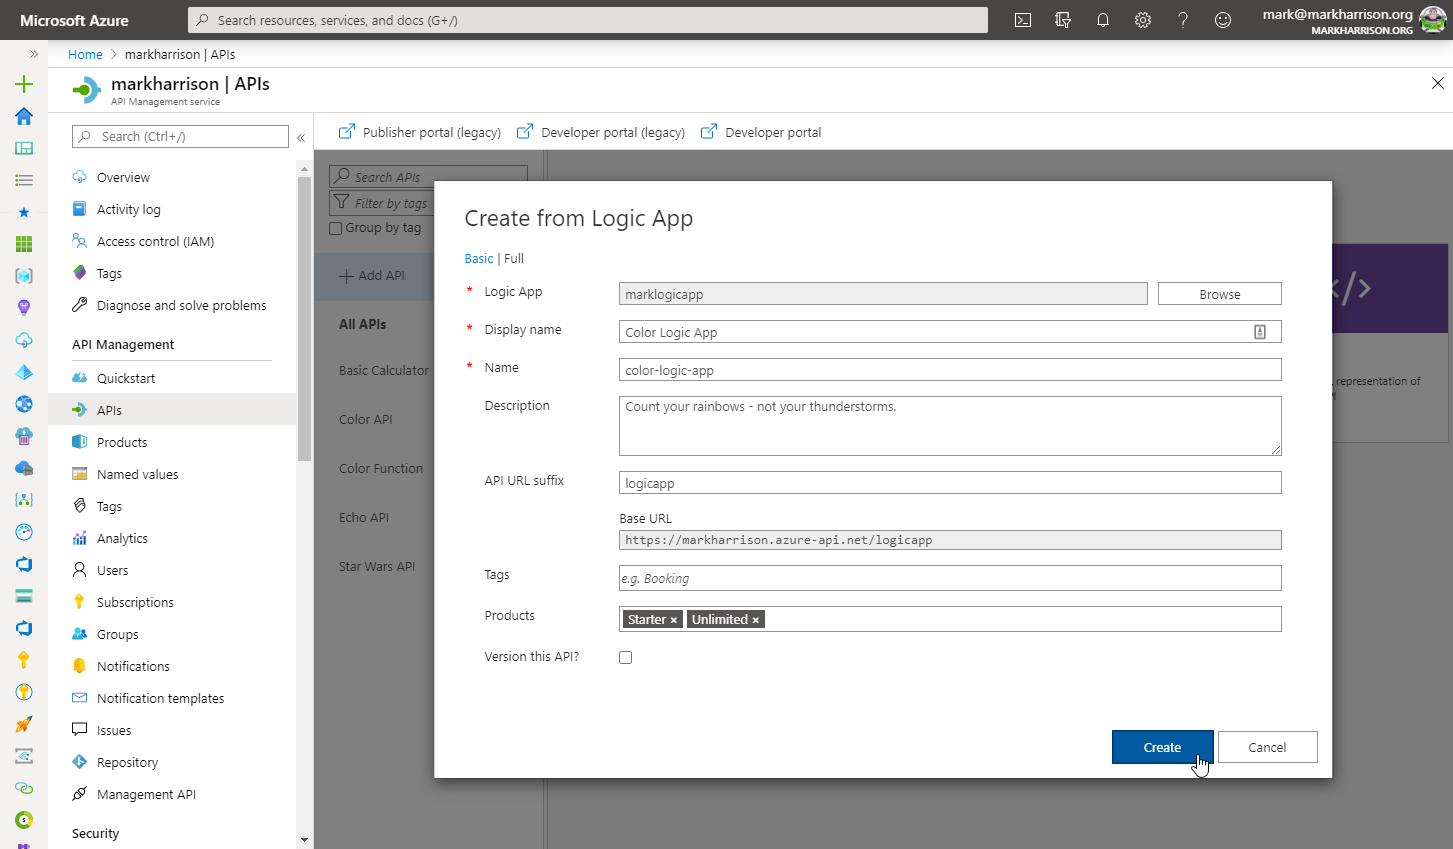 Microsoft Azure
Search resources, services, and docs (G+/)
mark@markharrison.org
MARKHARRISON.ORG
Home > markharrison | APIs
markharrison | APIs
API Management service
Search (Ctrl+/)
Overview
Activity log
Access control (IAM)
Tags
Diagnose and solve problems
API Management
Quickstart
APIs
Products
Named values
Tags
Analytics
Users
Subscriptions
Groups
Notifications
Notification templates
Issues
Repository
Management API
Security
Publisher portal (legacy)
Developer portal (legacy)
Developer portal
Search APIs
Filter by tags
Group by tag
+ Add API
All APIs
Basic Calculator
Color API
Color Function
Echo API
Star Wars API
Create from Logic App
Basic | Full
* Logic App
marklogicapp
Browse
* Display name
Color Logic App
* Name
color-logic-app
Description
Count your rainbows - not your thunderstorms.
API URL suffix
logicapp
Base URL
https://markharrison.azure-api.net/logicapp
Tags
e.g. Booking
Products
Starter ×
Unlimited ×
Version this API?
Create
Cancel
representation of